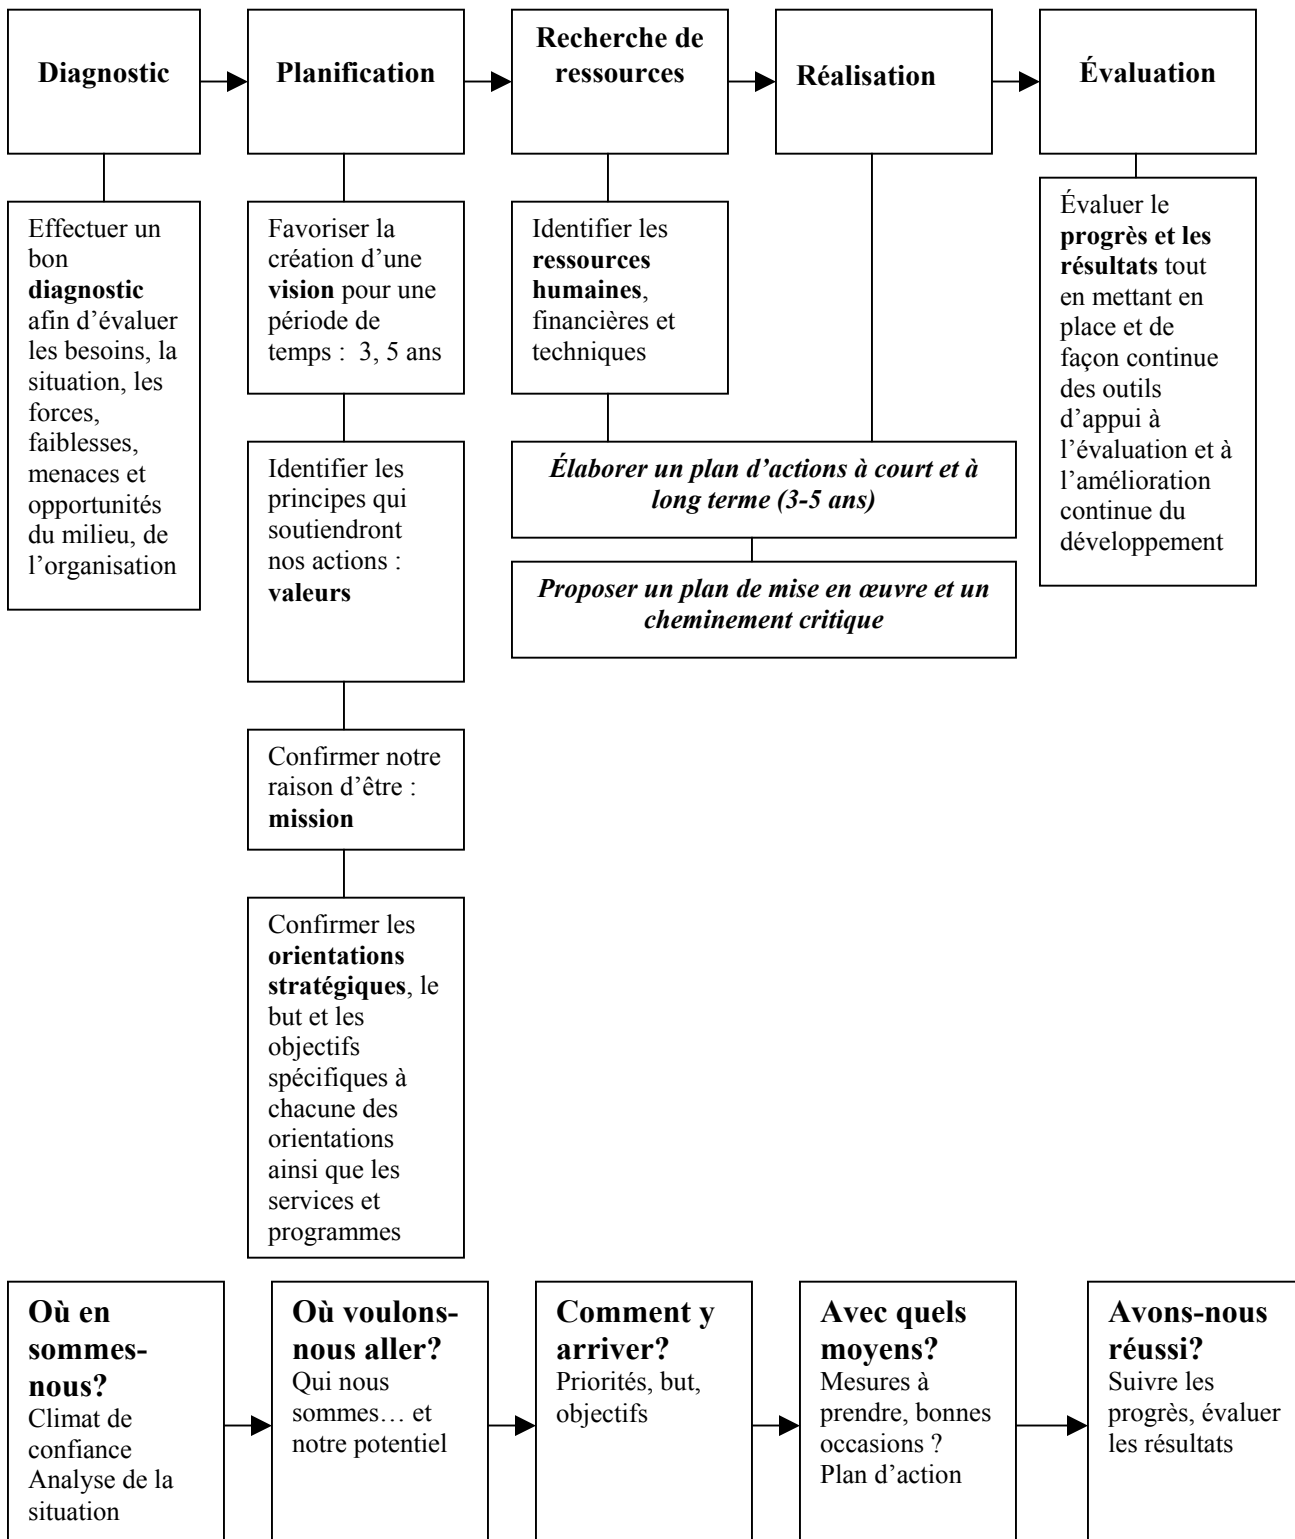 Diagnostic
Planification
Recherche de
ressources
Réalisation
Évaluation
Effectuer un
bon
diagnostic
afin d’évaluer
les besoins, la
situation, les
forces,
faiblesses,
menaces et
opportunités
du milieu, de
l’organisation
Favoriser la
création d’une
vision pour une
période de
temps : 3, 5 ans
Identifier les
principes qui
soutiendront
nos actions :
valeurs
Confirmer notre
raison d’être :
mission
Confirmer les
orientations
stratégiques, le
but et les
objectifs
spécifiques à
chacune des
orientations
ainsi que les
services et
programmes
Identifier les
ressources
humaines,
financières et
techniques
Élaborer un plan d’actions à court et à
long terme (3-5 ans)
Proposer un plan de mise en œuvre et un
cheminement critique
Évaluer le
progrès et les
résultats tout
en mettant en
place et de
façon continue
des outils
d’appui à
l’évaluation et à
l’amélioration
continue du
développement
Où en
sommes-
nous?
Climat de
confiance
Analyse de la
situation
Où voulons-
nous aller?
Qui nous
sommes… et
notre potentiel
Comment y
arriver?
Priorités, but,
objectifs
Avec quels
moyens?
Mesures à
prendre, bonnes
occasions ?
Plan d’action
Avons-nous
réussi?
Suivre les
progrès, évaluer
les résultats